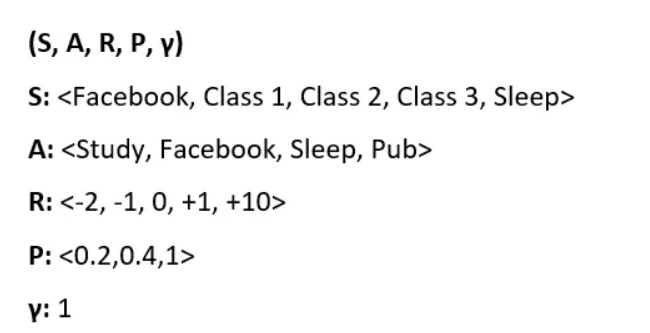 (S, A, R, P, γ)
S: <Facebook, Class 1, Class 2, Class 3, Sleep>
A: <Study, Facebook, Sleep, Pub>
R: <-2, -1, 0, +1, +10>
P: <0.2,0.4,1>
γ: 1